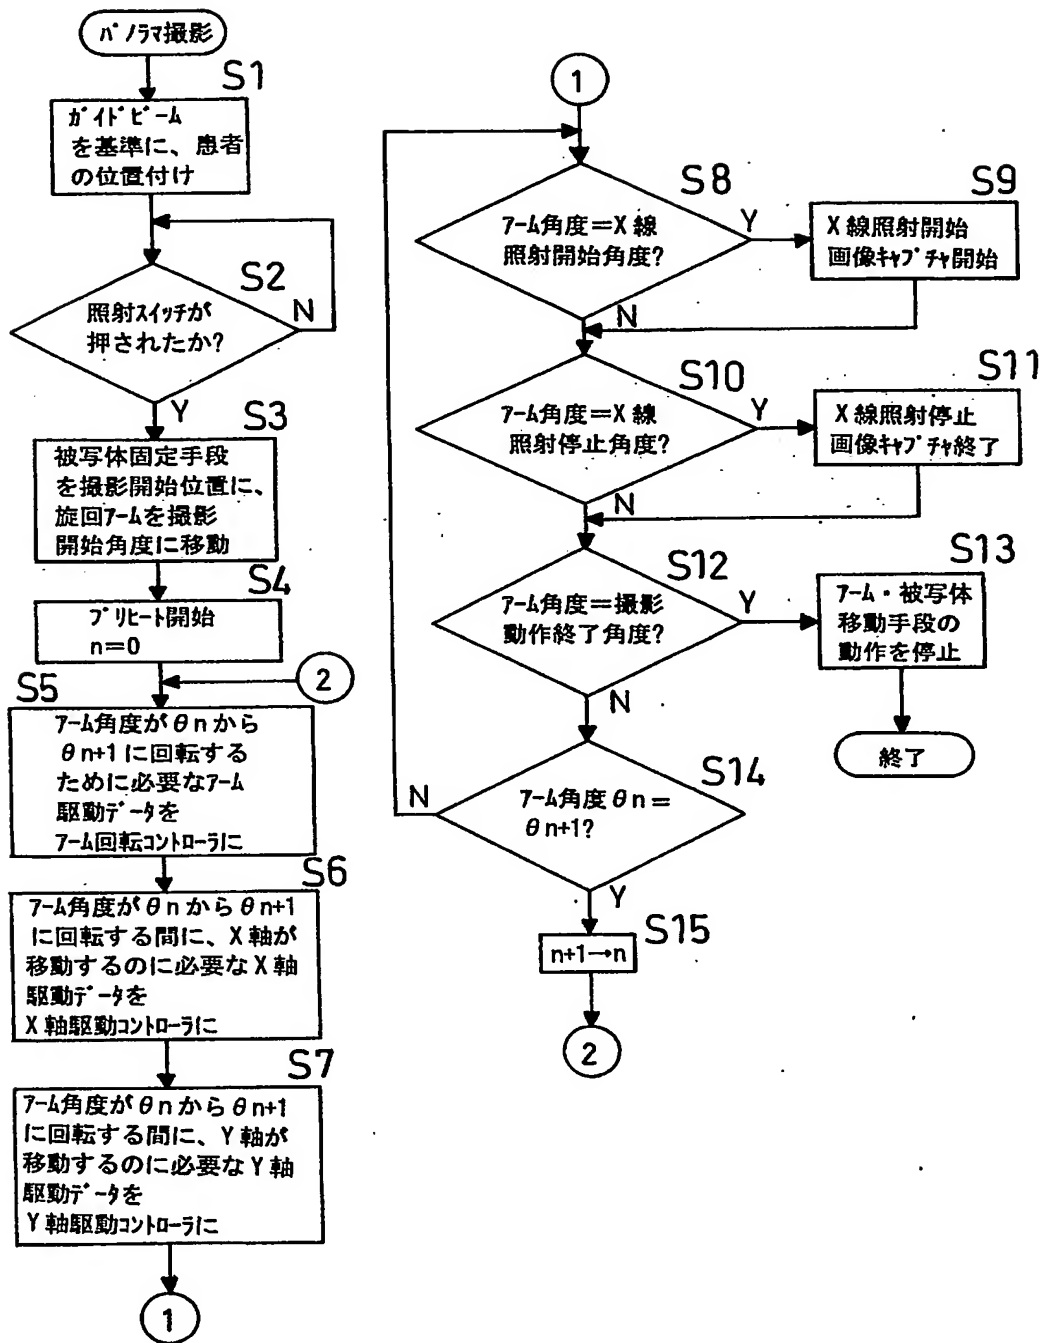 パノラマ撮影
S1
ガイドビーム
を基準に、患者
の位置付け
S2
照射スイッチが
押されたか?
N
Y
S3
被写体固定手段
を撮影開始位置に、
旋回アームを撮影
開始角度に移動
S4
プリヒート開始
n=0
2
S5
アーム角度がθnから
θn+1に回転する
ために必要なアーム
駆動データを
アーム回転コントローラに
S6
アーム角度がθnからθn+1
に回転する間に、X軸が
移動するのに必要なX軸
駆動データを
X軸駆動コントローラに
S7
アーム角度がθnからθn+1
に回転する間に、Y軸が
移動するのに必要なY軸
駆動データを
Y軸駆動コントローラに
1
1
S8
アーム角度=X線
照射開始角度?
Y
N
S9
X線照射開始
画像キャプチャ開始
S10
アーム角度=X線
照射停止角度?
Y
N
S11
X線照射停止
画像キャプチャ終了
S12
アーム角度=撮影
動作終了角度?
Y
N
S13
アーム・被写体
移動手段の
動作を停止
終了
S14
アーム角度θn=
θn+1?
N
Y
S15
n+1→n
2